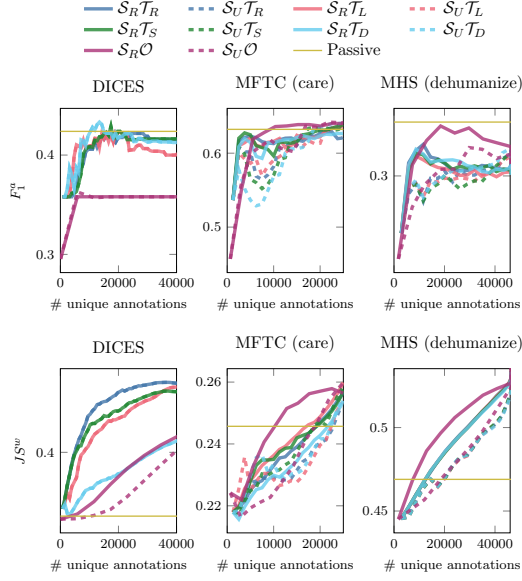 S_R T_R S_U T_R S_R T_L S_U T_L
S_R T_S S_U T_S S_R T_D S_U T_D
S_R O S_U O Passive
DICES MFTC (care) MHS (dehumanize)
F_1^a
0.4
0.3
0.6
0.5
0.3
0 20000 40000
0 10000 20000
0 20000 40000
# unique annotations # unique annotations # unique annotations
DICES MFTC (care) MHS (dehumanize)
JS^w
0.4
0.26
0.24
0.22
0.5
0.45
0 20000 40000
0 10000 20000
0 20000 40000
# unique annotations # unique annotations # unique annotations